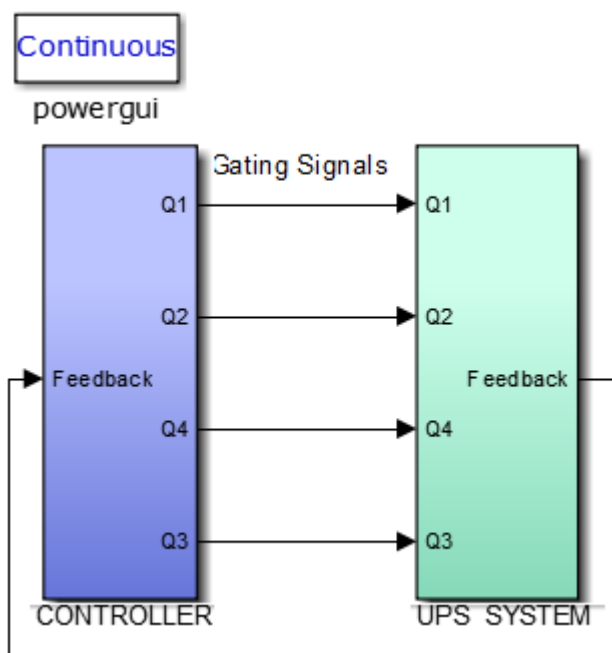 Continuous
powergui
Gating Signals
Q1
Q1
Q2
Q2
Feedback
Feedback
Q4
Q4
Q3
Q3
CONTROLLER
UPS SYSTEM